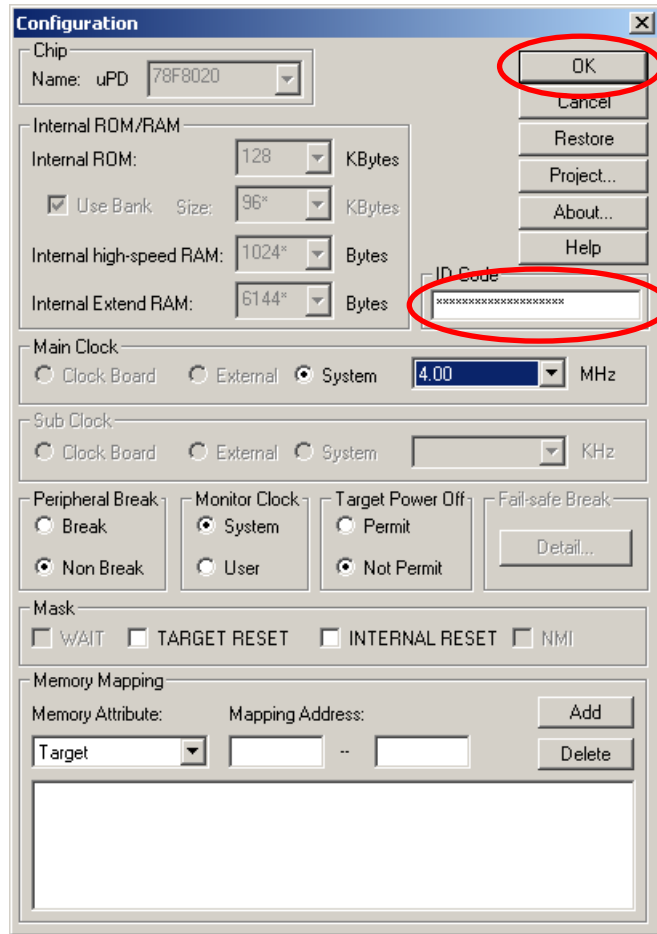 Configuration
Chip
Name: uPD 78F8020
OK
Cancel
Restore
Project...
About...
Help
Internal ROM/RAM
Internal ROM: 128 KBytes
Use Bank Size: 96* KBytes
Internal high-speed RAM: 1024* Bytes
Internal Extend RAM: 6144* Bytes
ID Code
********************
Main Clock
Clock Board External System 4.00 MHz
Sub Clock
Clock Board External System KHz
Peripheral Break
Break
Non Break
Monitor Clock
System
User
Target Power Off
Permit
Not Permit
Fail-safe Break
Detail...
Mask
WAIT TARGET RESET INTERNAL RESET NMI
Memory Mapping
Memory Attribute: Mapping Address:
Add
Target --
Delete